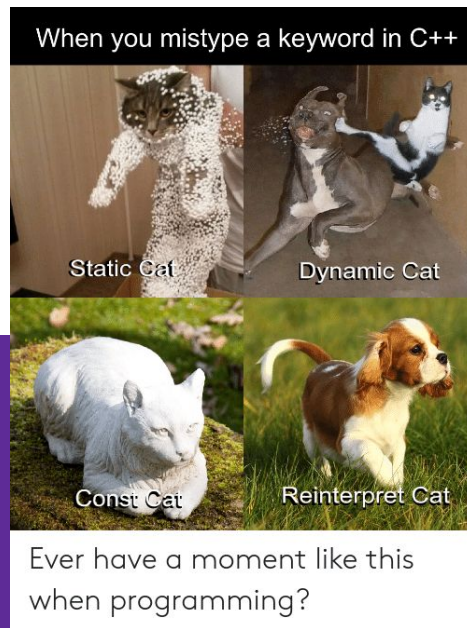 When you mistype a keyword in C++
Static Cat
Dynamic Cat
Const Cat
Reinterpret Cat
Ever have a moment like this
when programming?